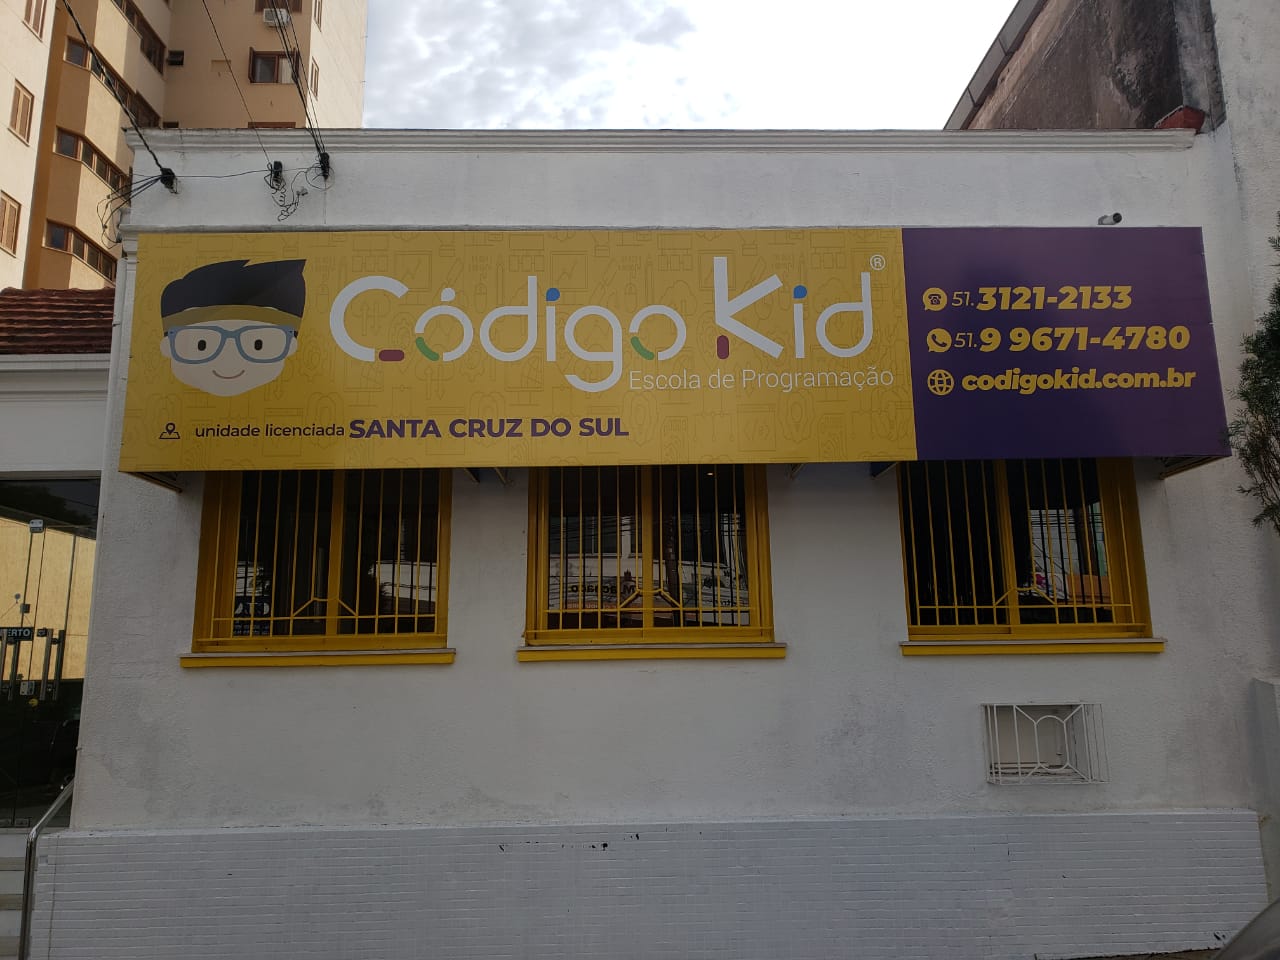 Código Kid®
Escola de Programação
unidade licenciada SANTA CRUZ DO SUL
51. 3121-2133
51. 9 9671-4780
codigokid.com.br